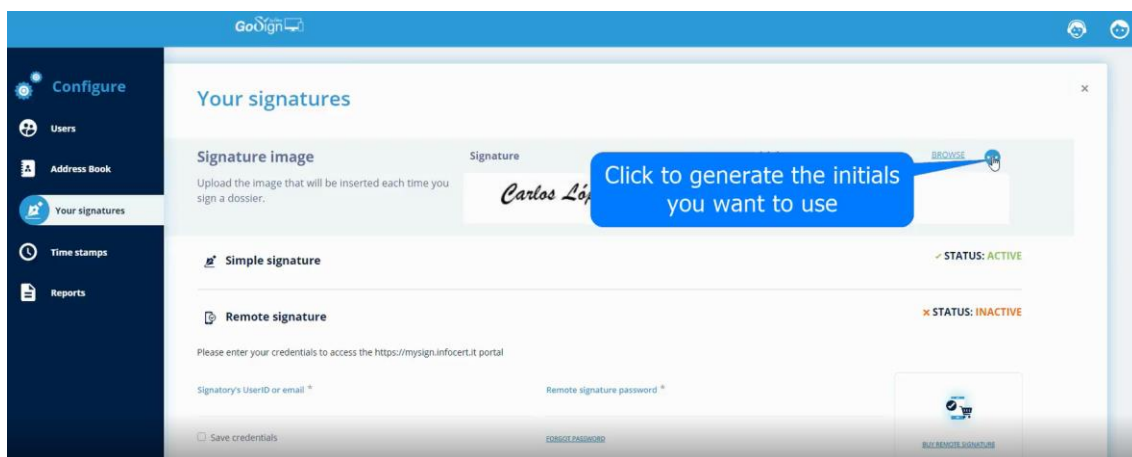 GoSign
Configure
Users
Address Book
Your signatures
Time stamps
Reports
Your signatures
×
Signature image
Upload the image that will be inserted each time you
sign a dossier.
Signature
BROWSE
Carlos
Click to generate the initials
you want to use
Simple signature
✓ STATUS: ACTIVE
Remote signature
× STATUS: INACTIVE
Please enter your credentials to access the https://mysign.infocert.it portal
Signatory's UserID or email *
Remote signature password *
Save credentials
FORGOT PASSWORD
BUY REMOTE SIGNATURE